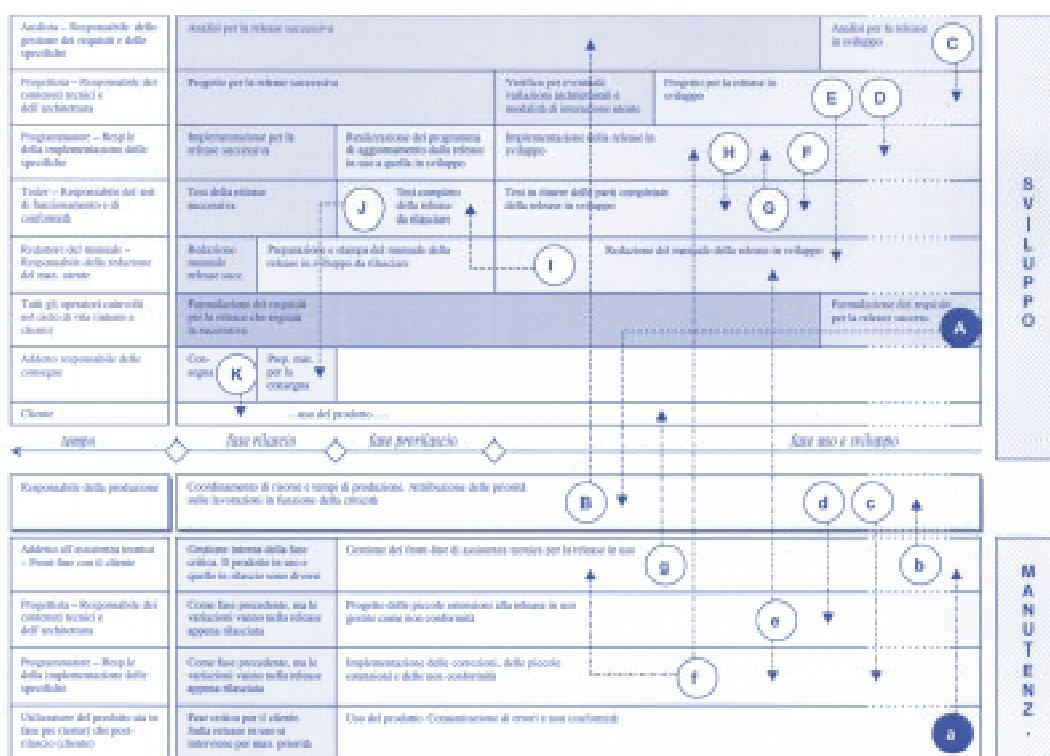 Analista – Responsabile della
gestione dei requisiti e delle
specifiche
Analisi per la release successiva
Analisi per la release
in sviluppo
C
Progettista – Responsabile dei
contenuti tecnici e
dell'architettura
Progetto per la release successiva
Verifica per eventuali
variazioni architetturali e
modalità di interazione utente
Progetto per la release in
sviluppo
E
D
Programmatore – Resp.le
della implementazione delle
specifiche
Implementazione per la
release successiva
Realizzazione del programma
di aggiornamento dalla release
in uso a quella in sviluppo
Implementazione della release in
sviluppo
H
F
Tester – Responsabile dei test
di funzionamento e di
conformità
Test della release
successiva
J
Test completo
della release
da rilasciare
Test in itinere delle parti completate
della release in sviluppo
G
Redattore del manuale –
Responsabile della redazione
del man. utente
Redazione
manuale
release succ.
Preparazione e stampa del manuale della
release in sviluppo da rilasciare
I
Redazione del manuale della release in sviluppo
Tutti gli operatori coinvolti
nel ciclo di vita (interno a
cliente)
Formulazione dei requisiti
per la release che seguirà
la successiva
Formulazione dei requisiti
per la release success.
A
Addetto responsabile delle
consegne
Con-
segna
K
Prep. mat.
per la
consegna
Cliente
...uso del prodotto.....
tempo
fase rilascio
fase prerilascio
fase uso e sviluppo
SVILUPPO
Responsabile della produzione
Coordinamento di risorse e tempi di produzione. Attribuzione delle priorità
sulle lavorazioni in funzione della criticità
B
d
c
Addetto all'assistenza tecnica
– Front-line con il cliente
Gestione interna della fase
critica. Il prodotto in uso e
quello in rilascio sono diversi
Gestione del front-line di assistenza tecnica per la release in uso
g
b
Progettista – Responsabile dei
contenuti tecnici e
dell'architettura
Come fase precedente, ma le
variazioni vanno nella release
appena rilasciata
Progetto delle piccole estensioni alla release in uso
gestite come non conformità
e
Programmatore – Resp.le
della implementazione delle
specifiche
Come fase precedente, ma le
variazioni vanno nella release
appena rilasciata
Implementazione delle correzioni, delle piccole
estensioni e delle non conformità
f
Utilizzatore del prodotto sia in
fase pre (tester) che post-
rilascio (cliente)
Fase critica per il cliente.
Sulla release in uso si
interviene per max. priorità
Uso del prodotto. Comunicazione di errori e non conformità
a
MANUTENZ.